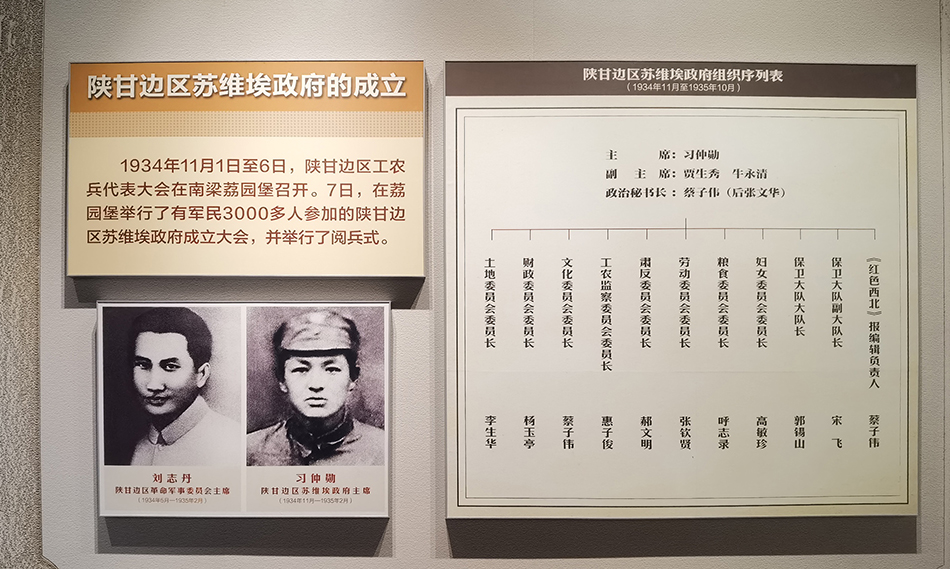 陕甘边区苏维埃政府的成立
1934年11月1日至6日，陕甘边区工农
兵代表大会在南梁荔园堡召开。7日，在荔
园堡举行了有军民3000多人参加的陕甘边
区苏维埃政府成立大会，并举行了阅兵式。
刘志丹
陕甘边区革命军事委员会主席
（1934年5月—1935年2月）
习仲勋
陕甘边区苏维埃政府主席
（1934年11月—1935年2月）
陕甘边区苏维埃政府组织序列表
（1934年11月至1935年10月）
主席：习仲勋
副主席：贾生秀 牛永清
政治秘书长：蔡子伟（后张文华）
土地委员会委员长 李生华
财政委员会委员长 杨玉亭
文化委员会委员长 蔡子伟
工农监察委员会委员长 惠子俊
肃反委员会委员长 郝文明
劳动委员会委员长 张钦贤
粮食委员会委员长 呼志录
妇女委员会委员长 高敏珍
保卫大队大队长 郭锡山
保卫大队副大队长 宋飞
《红色西北》报编辑负责人 蔡子伟